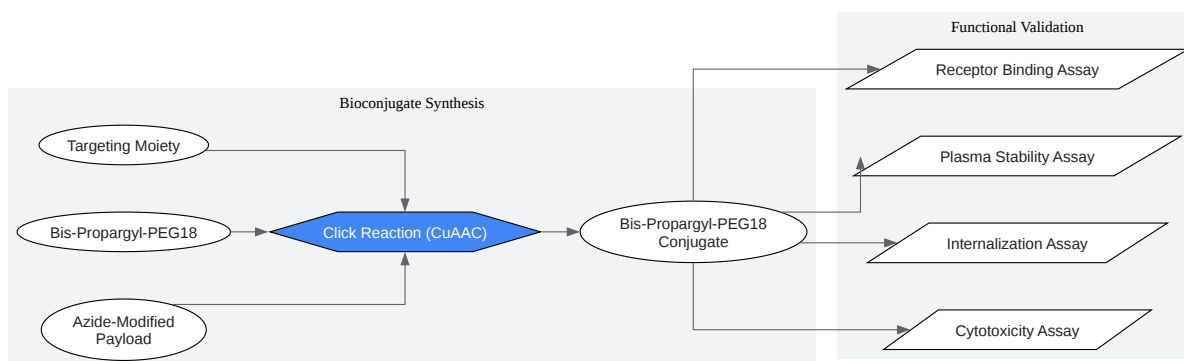 Functional Validation
Receptor Binding Assay
Bioconjugate Synthesis
Targeting Moiety
Plasma Stability Assay
Bis-Propargyl-PEG18
Click Reaction (CuAAC)
Bis-Propargyl-PEG18
Conjugate
Internalization Assay
Azide-Modified
Payload
Cytotoxicity Assay